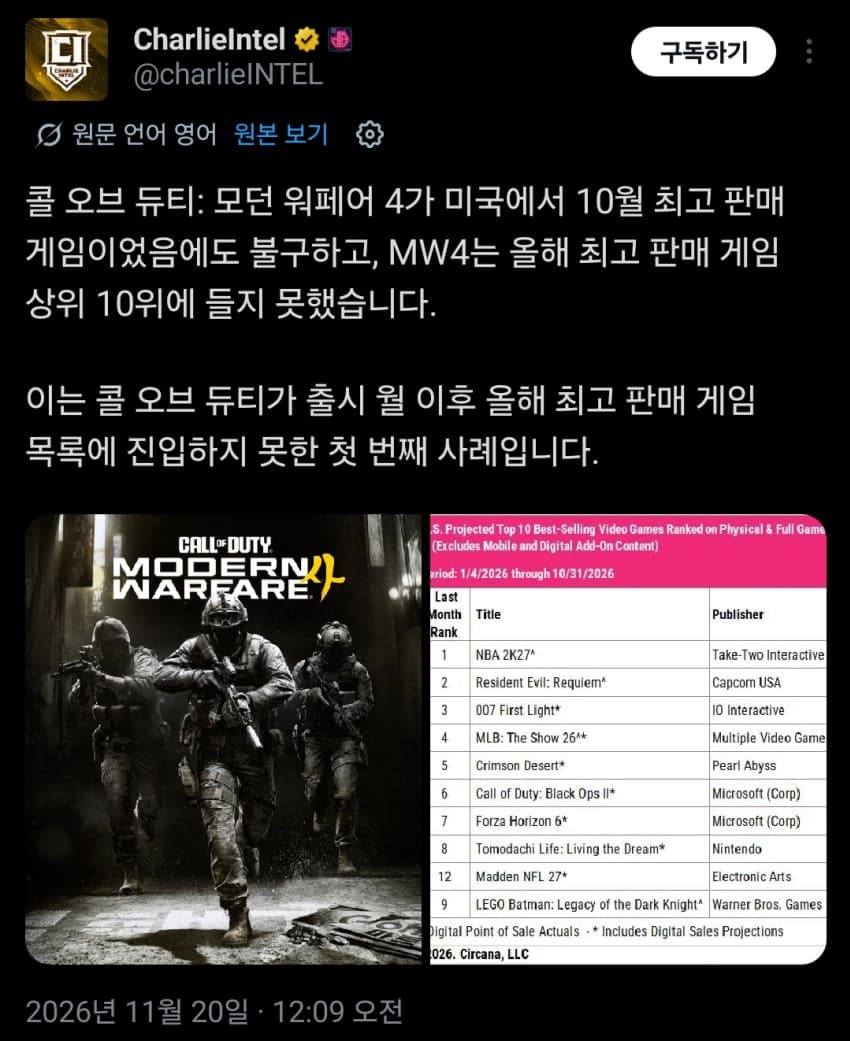 CharlieIntel
@charlieINTEL
구독하기
원문 언어 영어 원본 보기
콜 오브 듀티: 모던 워페어 4가 미국에서 10월 최고 판매
게임이었음에도 불구하고, MW4는 올해 최고 판매 게임
상위 10위에 들지 못했습니다.
이는 콜 오브 듀티가 출시 월 이후 올해 최고 판매 게임
목록에 진입하지 못한 첫 번째 사례입니다.
CALL OF DUTY
MODERN
WARFARE 4
.S. Projected Top 10 Best-Selling Video Games Ranked on Physical & Full Game
(Excludes Mobile and Digital Add-On Content)
eriod: 1/4/2026 through 10/31/2026
Last Month Rank Title Publisher
1 NBA 2K27^ Take-Two Interactive
2 Resident Evil: Requiem^ Capcom USA
3 007 First Light* IO Interactive
4 MLB: The Show 26^* Multiple Video Game
5 Crimson Desert* Pearl Abyss
6 Call of Duty: Black Ops II* Microsoft (Corp)
7 Forza Horizon 6* Microsoft (Corp)
8 Tomodachi Life: Living the Dream* Nintendo
12 Madden NFL 27* Electronic Arts
9 LEGO Batman: Legacy of the Dark Knight^ Warner Bros. Games
Digital Point of Sale Actuals - * Includes Digital Sales Projections
2026. Circana, LLC
2026년 11월 20일 · 12:09 오전